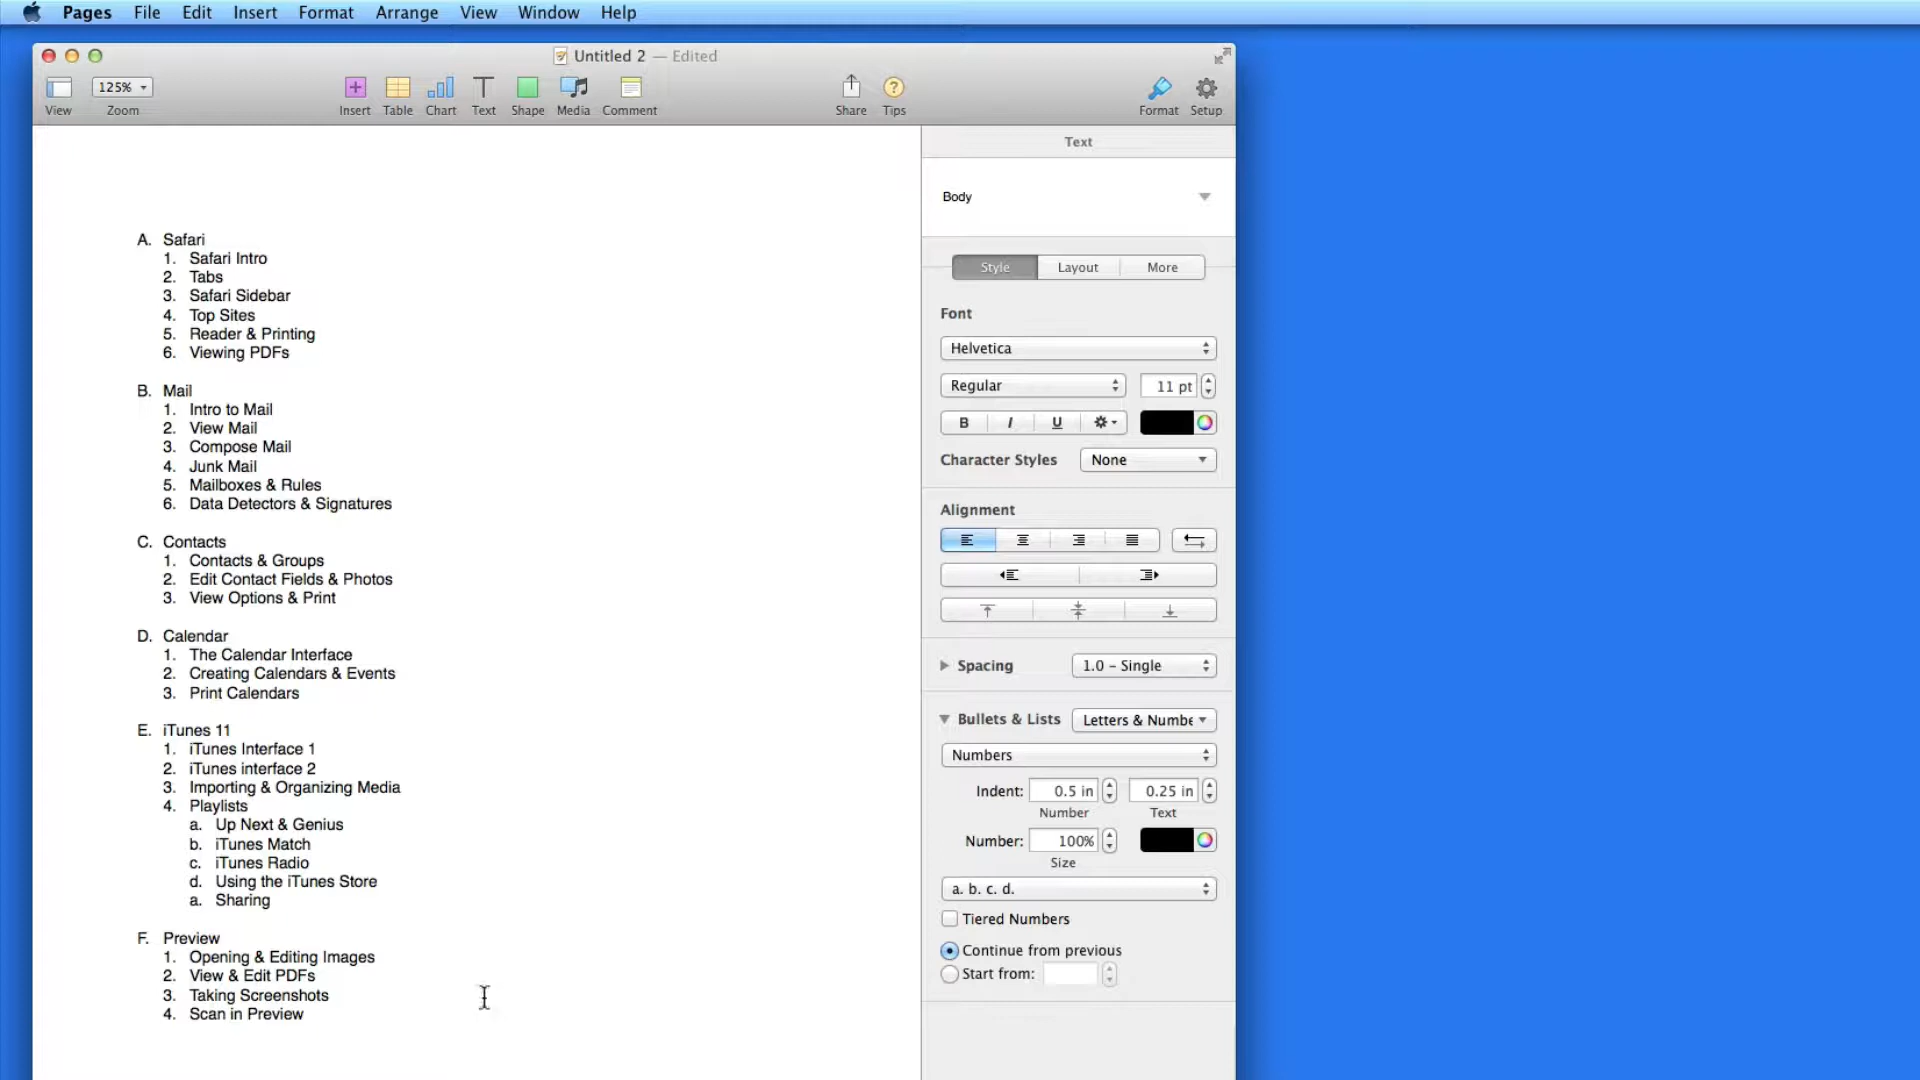 Pages File Edit Insert Format Arrange View Window Help
Untitled 2 — Edited
125%
View Zoom Insert Table Chart Text Shape Media Comment Share Tips Format Setup
A. Safari
1. Safari Intro
2. Tabs
3. Safari Sidebar
4. Top Sites
5. Reader & Printing
6. Viewing PDFs
B. Mail
1. Intro to Mail
2. View Mail
3. Compose Mail
4. Junk Mail
5. Mailboxes & Rules
6. Data Detectors & Signatures
C. Contacts
1. Contacts & Groups
2. Edit Contact Fields & Photos
3. View Options & Print
D. Calendar
1. The Calendar Interface
2. Creating Calendars & Events
3. Print Calendars
E. iTunes 11
1. iTunes Interface 1
2. iTunes interface 2
3. Importing & Organizing Media
4. Playlists
a. Up Next & Genius
b. iTunes Match
c. iTunes Radio
d. Using the iTunes Store
a. Sharing
F. Preview
1. Opening & Editing Images
2. View & Edit PDFs
3. Taking Screenshots
4. Scan in Preview
Text
Body
Style Layout More
Font
Helvetica
Regular 11 pt
B I U
Character Styles None
Alignment
Spacing 1.0 – Single
Bullets & Lists Letters & Numbe
Numbers
Indent: 0.5 in 0.25 in
Number Text
Number: 100%
Size
a. b. c. d.
Tiered Numbers
Continue from previous
Start from: